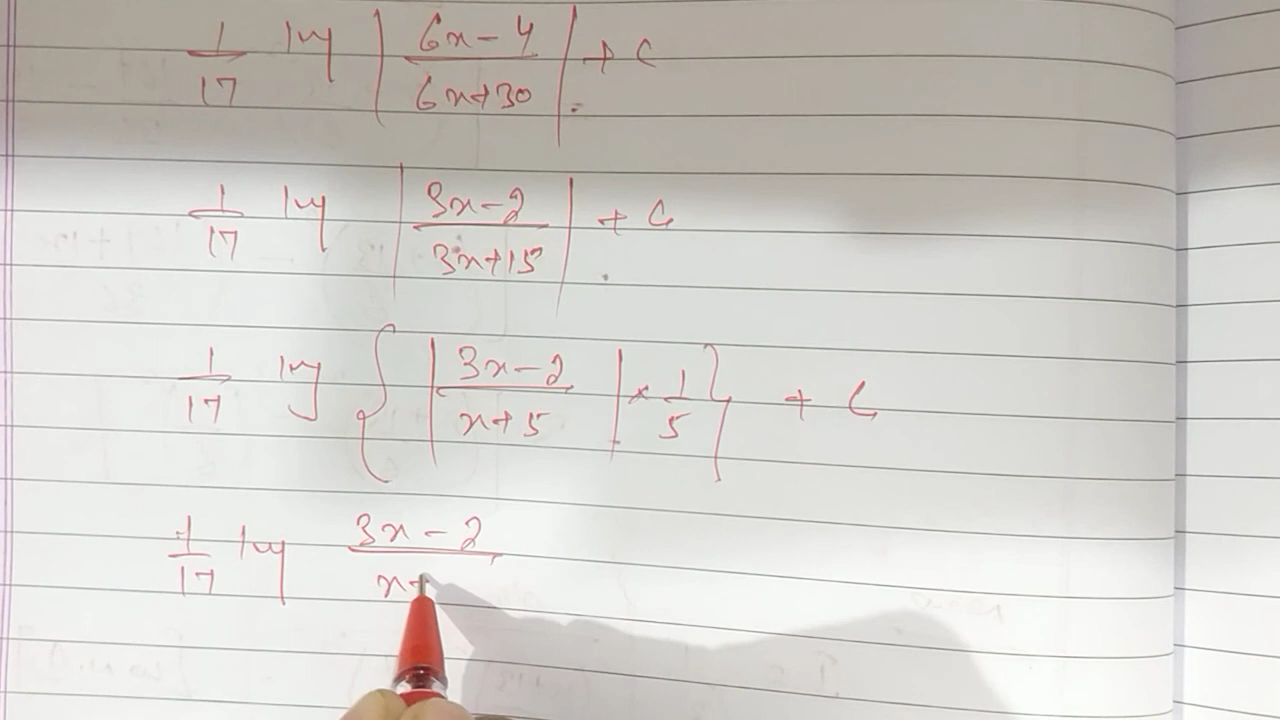 1/17 log |6x-4/6x+30| + C
1/17 log |3x-2/3x+15| + C
1/17 log { |3x-2/x+5| × 1/5 } + C
1/17 log 3x-2/x+